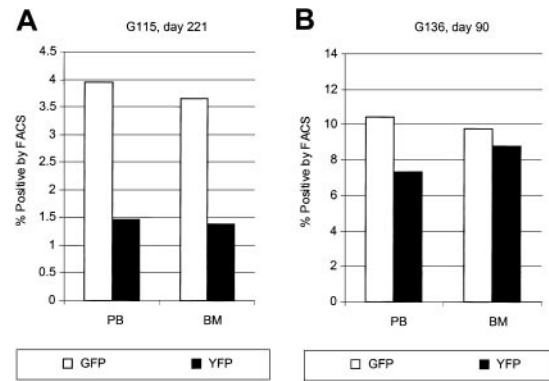 A
G115, day 221
% Positive by FACS
4
3.5
3
2.5
2
1.5
1
0.5
0
PB BM
GFP YFP
B
G136, day 90
% Positive by FACS
14
12
10
8
6
4
2
0
PB BM
GFP YFP